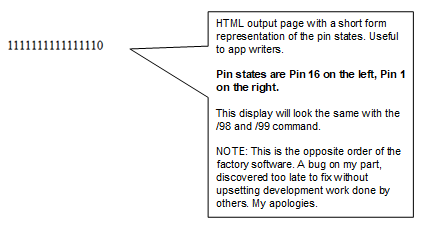 1111111111111110
HTML output page with a short form
representation of the pin states. Useful
to app writers.
Pin states are Pin 16 on the left, Pin 1
on the right.
This display will look the same with the
/98 and /99 command.
NOTE: This is the opposite order of the
factory software. A bug on my part,
discovered too late to fix without
upsetting development work done by
others. My apologies.